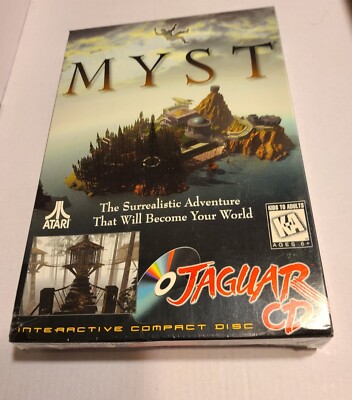 MYST
The Surrealistic Adventure
That Will Become Your World
ATARI
KIDS TO ADULTS
K-A
AGES 6+
JAGUAR
CD
INTERACTIVE COMPACT DISC